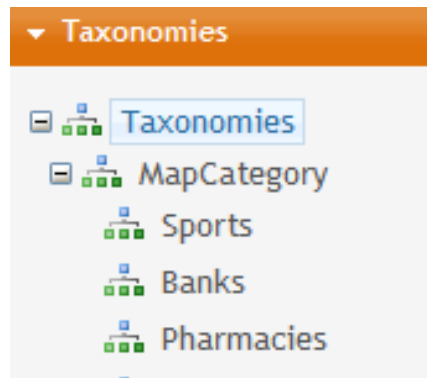 Taxonomies
Taxonomies
MapCategory
Sports
Banks
Pharmacies